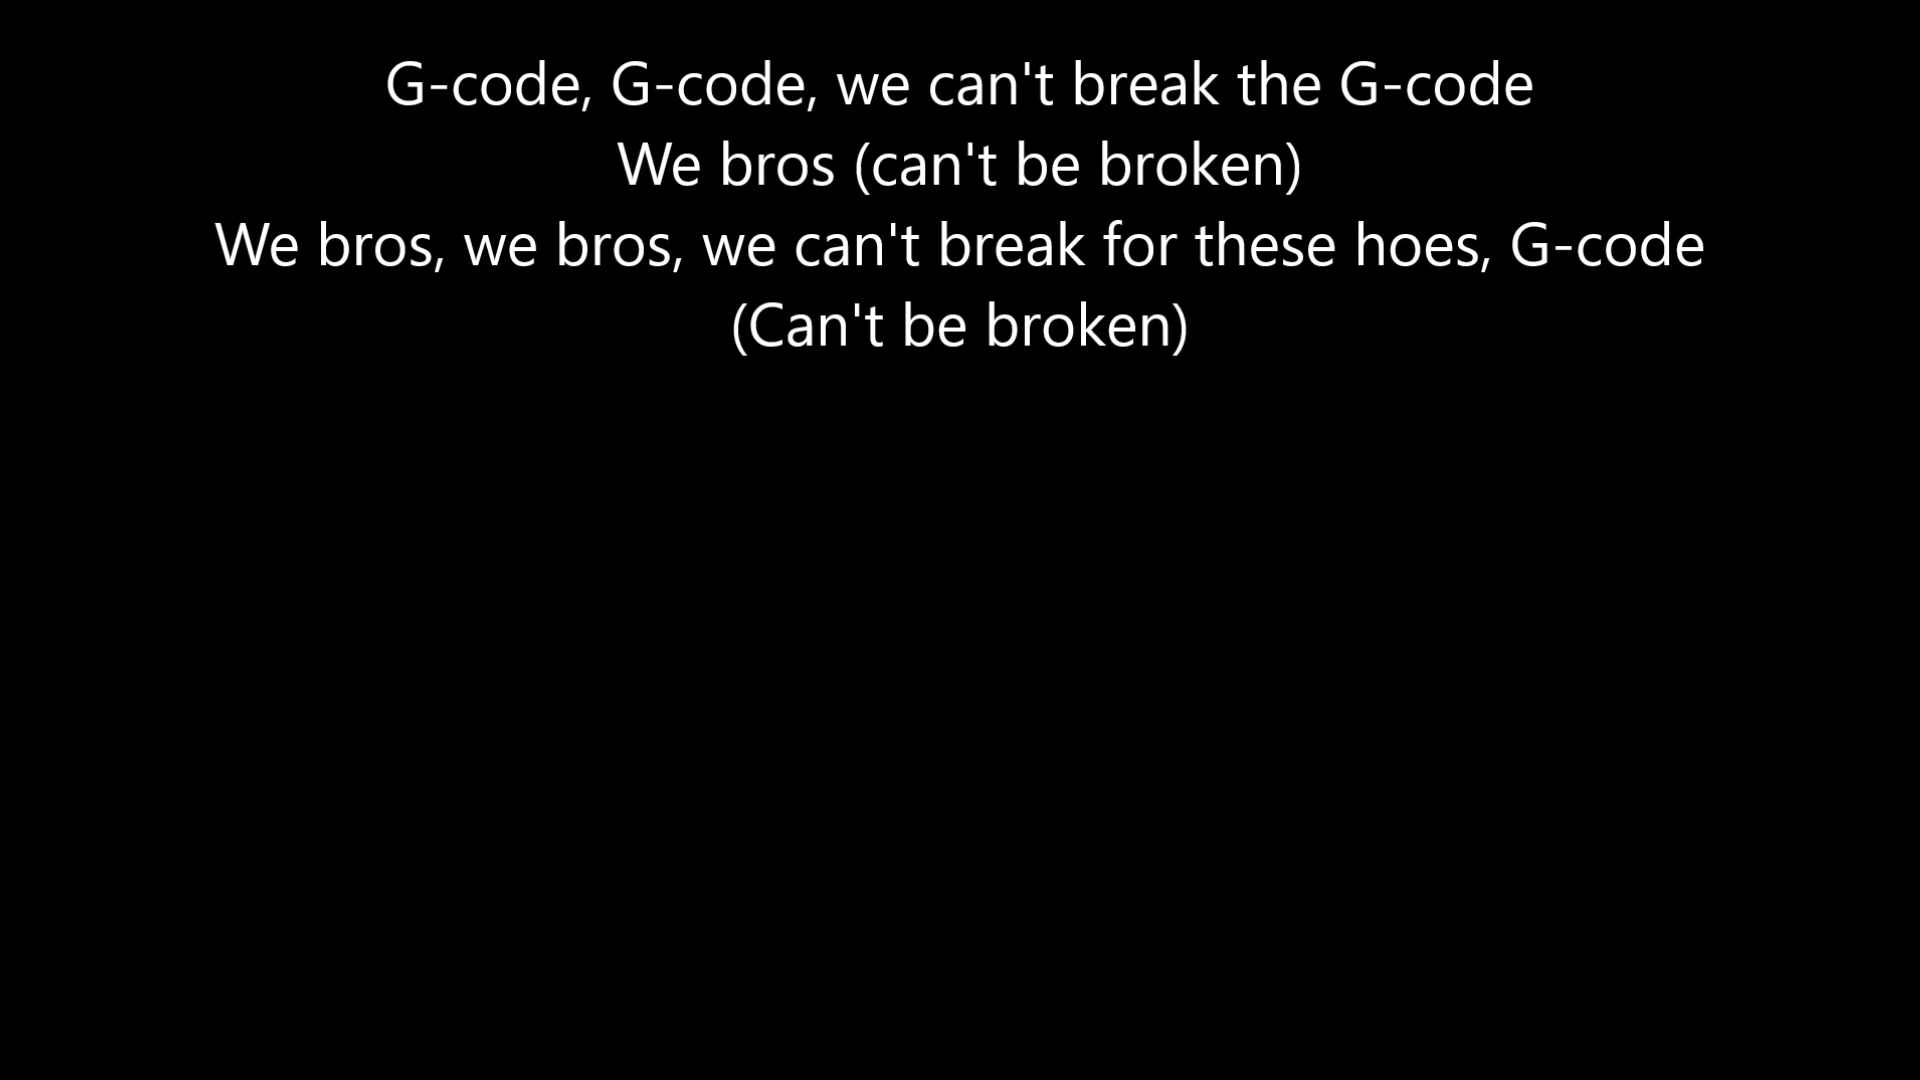 G-code, G-code, we can't break the G-code
We bros (can't be broken)
We bros, we bros, we can't break for these hoes, G-code
(Can't be broken)